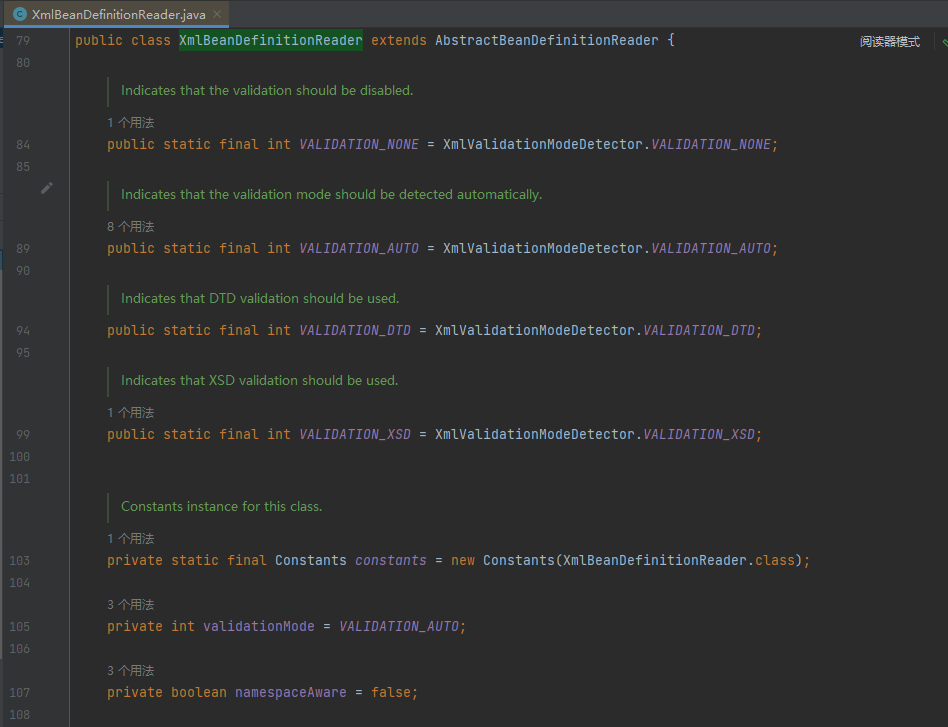 XmlBeanDefinitionReader.java
79 public class XmlBeanDefinitionReader extends AbstractBeanDefinitionReader { 阅读器模式
80
Indicates that the validation should be disabled.
1 个用法
84 public static final int VALIDATION_NONE = XmlValidationModeDetector.VALIDATION_NONE;
85
Indicates that the validation mode should be detected automatically.
8 个用法
89 public static final int VALIDATION_AUTO = XmlValidationModeDetector.VALIDATION_AUTO;
90
Indicates that DTD validation should be used.
94 public static final int VALIDATION_DTD = XmlValidationModeDetector.VALIDATION_DTD;
95
Indicates that XSD validation should be used.
1 个用法
99 public static final int VALIDATION_XSD = XmlValidationModeDetector.VALIDATION_XSD;
100
101
Constants instance for this class.
1 个用法
103 private static final Constants constants = new Constants(XmlBeanDefinitionReader.class);
104
3 个用法
105 private int validationMode = VALIDATION_AUTO;
106
3 个用法
107 private boolean namespaceAware = false;
108